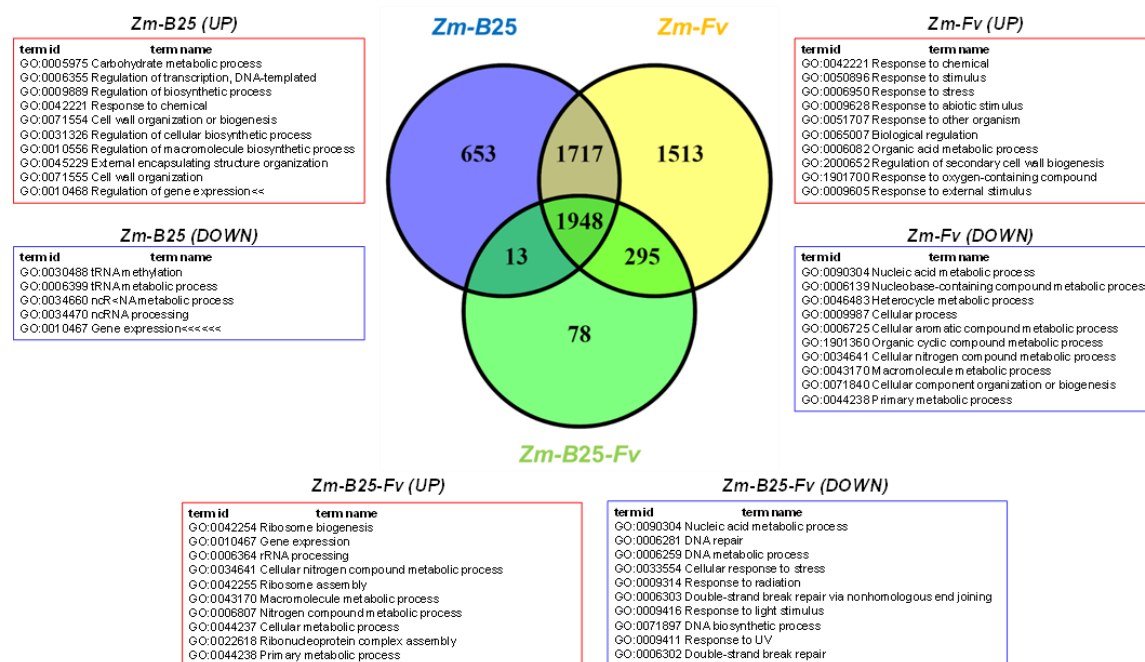 Zm-B25 (UP)
term id term name
GO:0005975 Carbohydrate metabolic process
GO:0006355 Regulation of transcription, DNA-templated
GO:0009889 Regulation of biosynthetic process
GO:0042221 Response to chemical
GO:0071554 Cell wall organization or biogenesis
GO:0031326 Regulation of cellular biosynthetic process
GO:0010556 Regulation of macromolecule biosynthetic process
GO:0045229 External encapsulating structure organization
GO:0071555 Cell wall organization
GO:0010468 Regulation of gene expression<<
Zm-B25 (DOWN)
term id term name
GO:0030488 tRNA methylation
GO:0006399 tRNA metabolic process
GO:0034660 ncR<NA metabolic process
GO:0034470 ncRNA processing
GO:0010467 Gene expression<<<<<<
Zm-B25
Zm-Fv
653
1717
1513
1948
13
295
78
Zm-B25-Fv
Zm-Fv (UP)
term id term name
GO:0042221 Response to chemical
GO:0050896 Response to stimulus
GO:0006950 Response to stress
GO:0009628 Response to abiotic stimulus
GO:0051707 Response to other organism
GO:0065007 Biological regulation
GO:0006082 Organic acid metabolic process
GO:2000652 Regulation of secondary cell wall biogenesis
GO:1901700 Response to oxygen-containing compound
GO:0009605 Response to external stimulus
Zm-Fv (DOWN)
term id term name
GO:0090304 Nucleic acid metabolic process
GO:0006139 Nucleobase-containing compound metabolic process
GO:0046483 Heterocycle metabolic process
GO:0009987 Cellular process
GO:0006725 Cellular aromatic compound metabolic process
GO:1901360 Organic cyclic compound metabolic process
GO:0034641 Cellular nitrogen compound metabolic process
GO:0043170 Macromolecule metabolic process
GO:0071840 Cellular component organization or biogenesis
GO:0044238 Primary metabolic process
Zm-B25-Fv (UP)
term id term name
GO:0042254 Ribosome biogenesis
GO:0010467 Gene expression
GO:0006364 rRNA processing
GO:0034641 Cellular nitrogen compound metabolic process
GO:0042255 Ribosome assembly
GO:0043170 Macromolecule metabolic process
GO:0006807 Nitrogen compound metabolic process
GO:0044237 Cellular metabolic process
GO:0022618 Ribonucleoprotein complex assembly
GO:0044238 Primary metabolic process
Zm-B25-Fv (DOWN)
term id term name
GO:0090304 Nucleic acid metabolic process
GO:0006281 DNA repair
GO:0006259 DNA metabolic process
GO:0033554 Cellular response to stress
GO:0009314 Response to radiation
GO:0006303 Double-strand break repair via nonhomologous end joining
GO:0009416 Response to light stimulus
GO:0071897 DNA biosynthetic process
GO:0009411 Response to UV
GO:0006302 Double-strand break repair